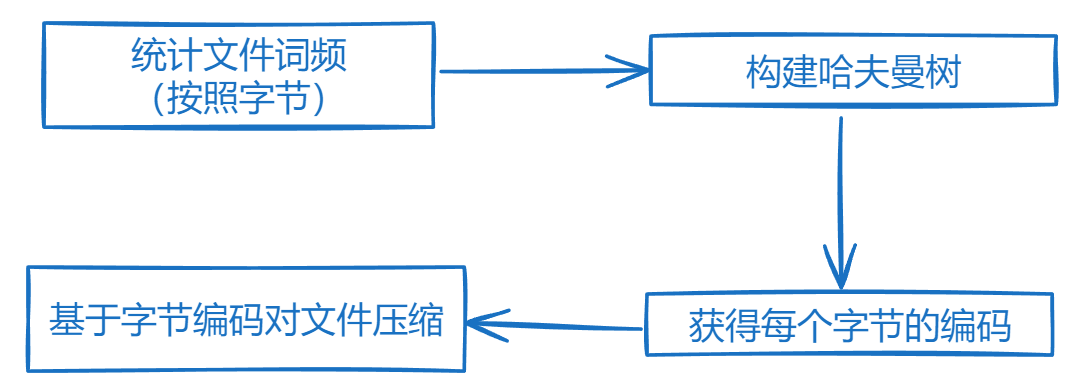 统计文件词频
（按照字节）
构建哈夫曼树
获得每个字节的编码
基于字节编码对文件压缩